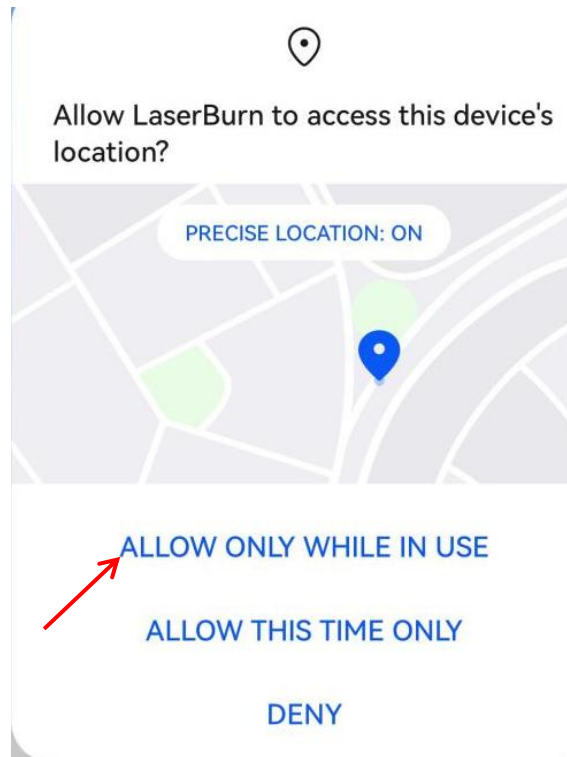 Allow LaserBurn to access this device's
location?
PRECISE LOCATION: ON
ALLOW ONLY WHILE IN USE
ALLOW THIS TIME ONLY
DENY